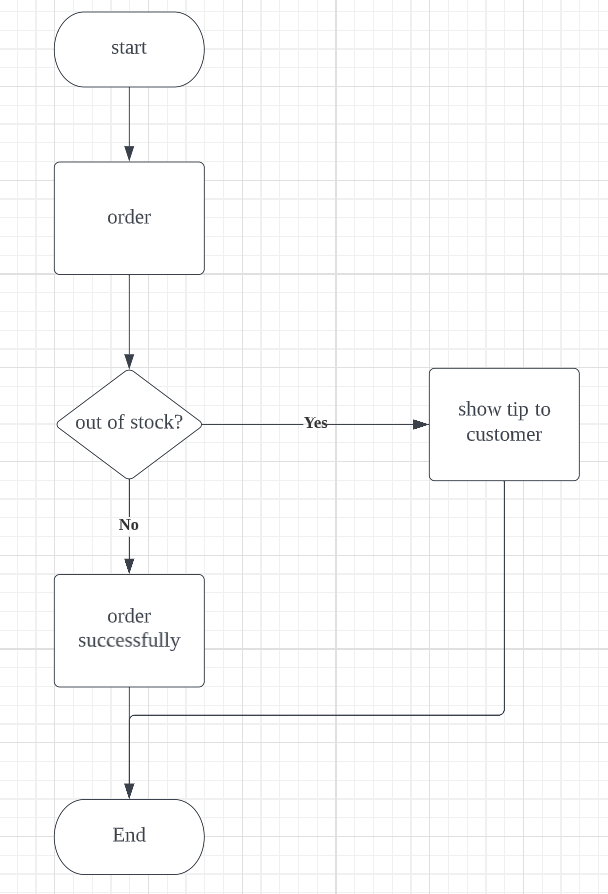 start
order
out of stock?
Yes
show tip to
customer
No
order
successfully
End